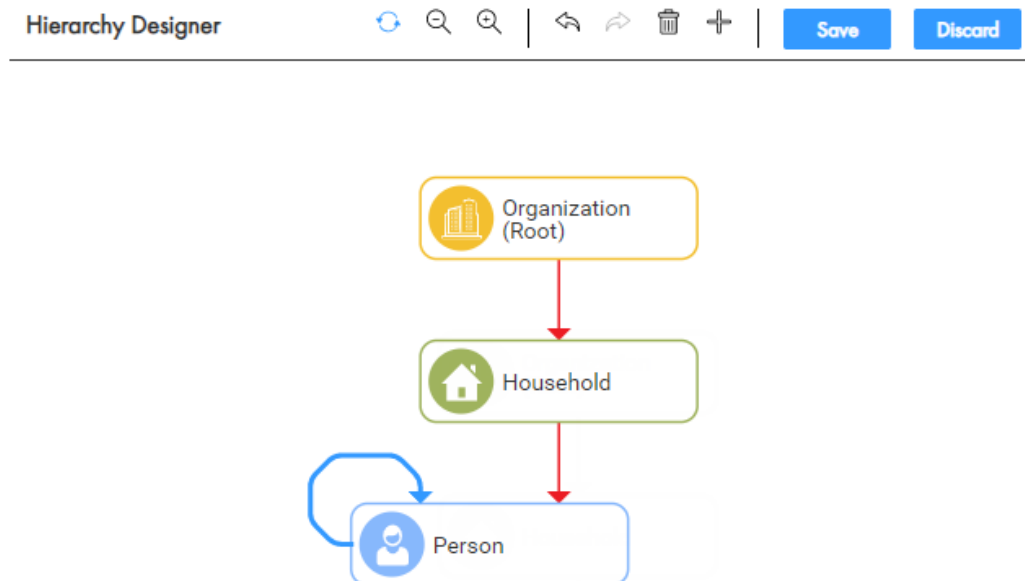 Hierarchy Designer
Save
Discard
Organization
(Root)
Household
Person